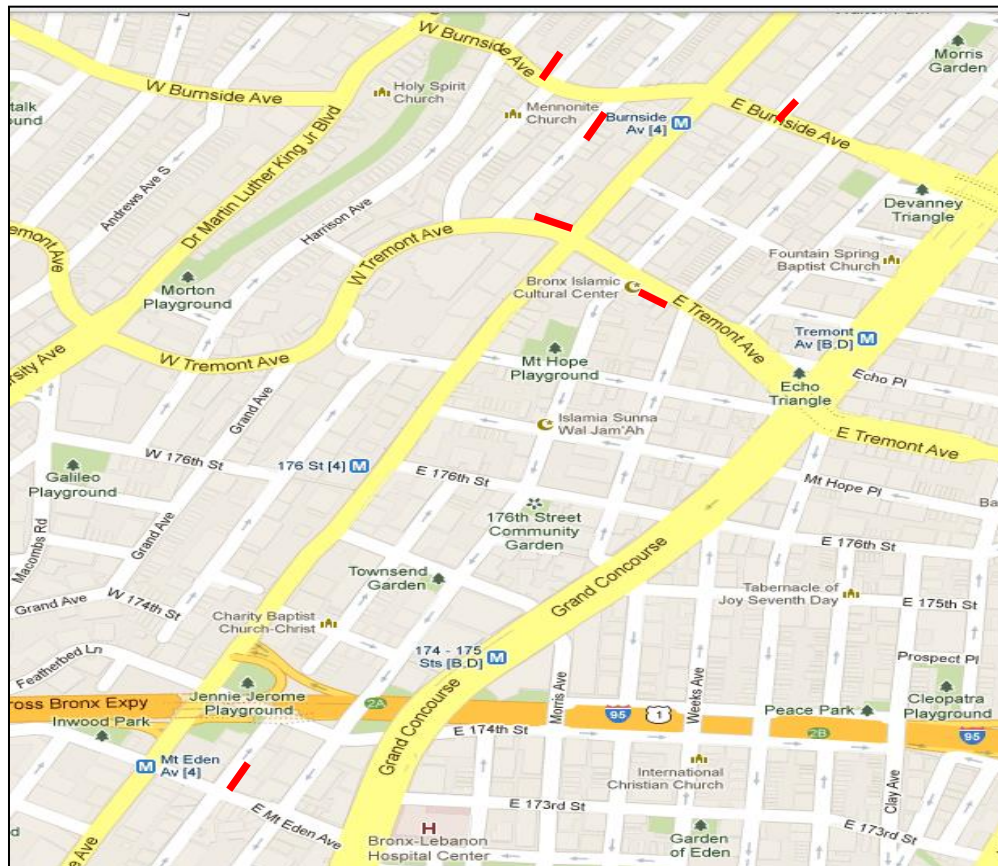 W Burnside Ave
Morris
Garden
W Burnside Ave
Holy Spirit
Church
Mennonite
Church
Burnside
Av [4]
E Burnside Ave
talk
ound
Dr Martin Luther King Jr Blvd
Andrews Ave S
Harrison Ave
Devanney
Triangle
emont Ave
W Tremont Ave
Fountain Spring
Baptist Church
Morton
Playground
Bronx Islamic
Cultural Center
E Tremont Ave
Tremont
Av [B,D]
W Tremont Ave
ersity Ave
Mt Hope
Playground
Echo Pl
Echo
Triangle
Grand Ave
Islamia Sunna
Wal Jam'Ah
E Tremont Ave
W 176th St
176 St [4]
E 176th St
Mt Hope Pl
Galileo
Playground
Ba
176th Street
Community
Garden
Macombs Rd
Grand Ave
E 176th St
Townsend
Garden
Grand Concourse
Tabernacle of
Joy Seventh Day
E 175th St
Grand Ave
W 174th St
Charity Baptist
Church-Christ
Featherbed Ln
174 - 175
Sts [B,D]
Prospect Pl
Jennie Jerome
Playground
Morris Ave
Weeks Ave
Cleopatra
Playground
ross Bronx Expy
2A
Grand Concourse
95
1
Peace Park
Inwood Park
E 174th St
2B
95
Mt Eden
Av [4]
International
Christian Church
Clay Ave
E Mt Eden Ave
E 173rd St
H
Bronx-Lebanon
Hospital Center
Garden
of Eden
E 173rd St
d
Ave